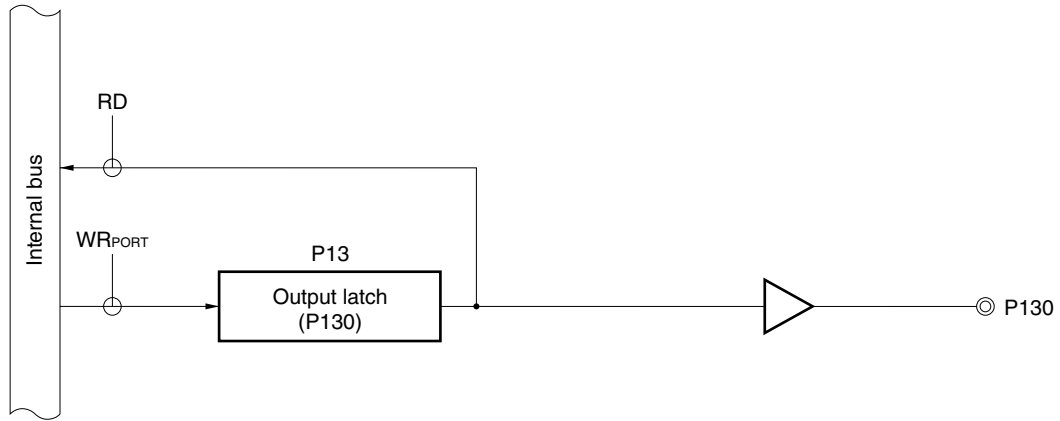 Internal bus
RD
WRPORT
P13
Output latch
(P130)
P130